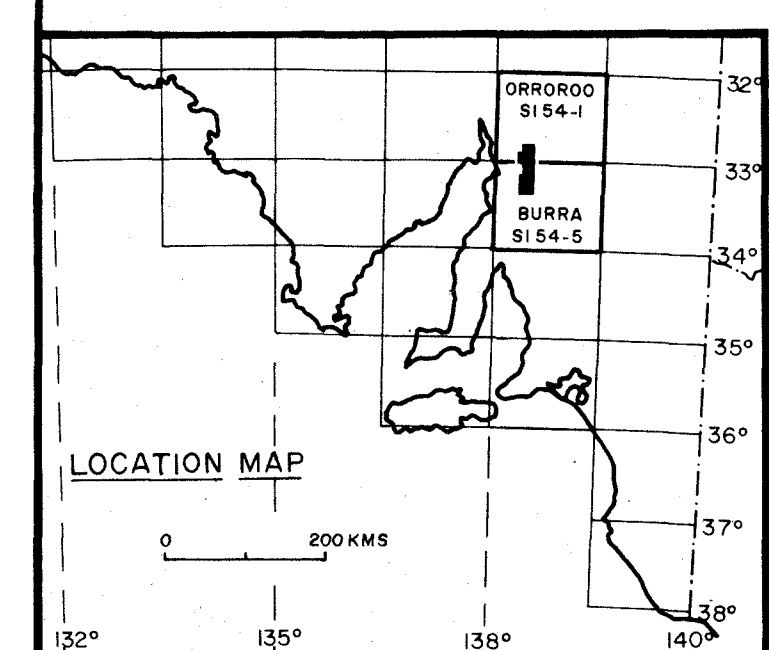 32°
ORROROO
SI 54-1
33°
BURRA
SI 54-5
34°
35°
36°
LOCATION MAP
37°
0 200 KMS
38°
132° 135° 138° 140°